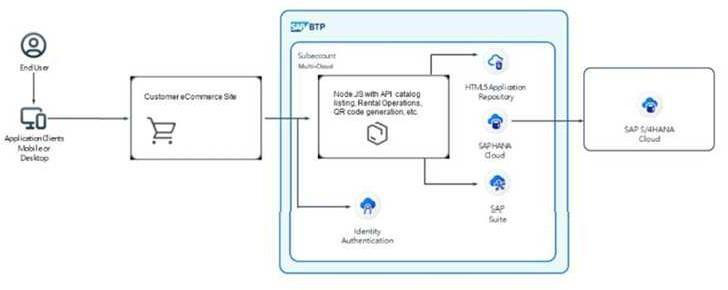 SAP BTP
Subaccount
Multi-Cloud
End User
Customer eCommerce Site
Node.JS with API catalog
listing, Rental Operations,
QR code generation, etc.
HTML5 Application
Repository
Application Clients
Mobile or
Desktop
SAP HANA
Cloud
SAP S/4HANA
Cloud
SAP
Suite
Identity
Authentication